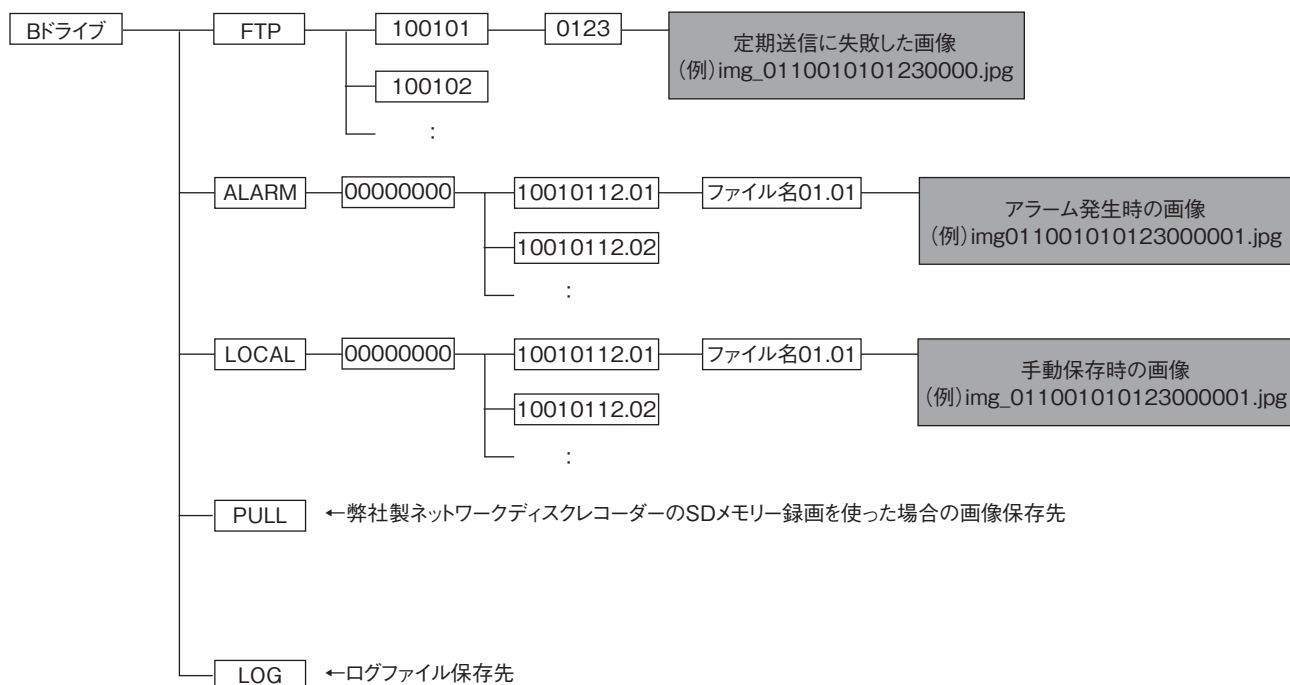 Bドライブ
FTP
100101
0123
定期送信に失敗した画像
（例）img_0110010101230000.jpg
100102
：
ALARM
00000000
10010112.01
ファイル名01.01
アラーム発生時の画像
（例）img011001010123000001.jpg
10010112.02
：
LOCAL
00000000
10010112.01
ファイル名01.01
手動保存時の画像
（例）img_011001010123000001.jpg
10010112.02
：
PULL
←弊社製ネットワークディスクレコーダーのSDメモリー録画を使った場合の画像保存先
LOG
←ログファイル保存先